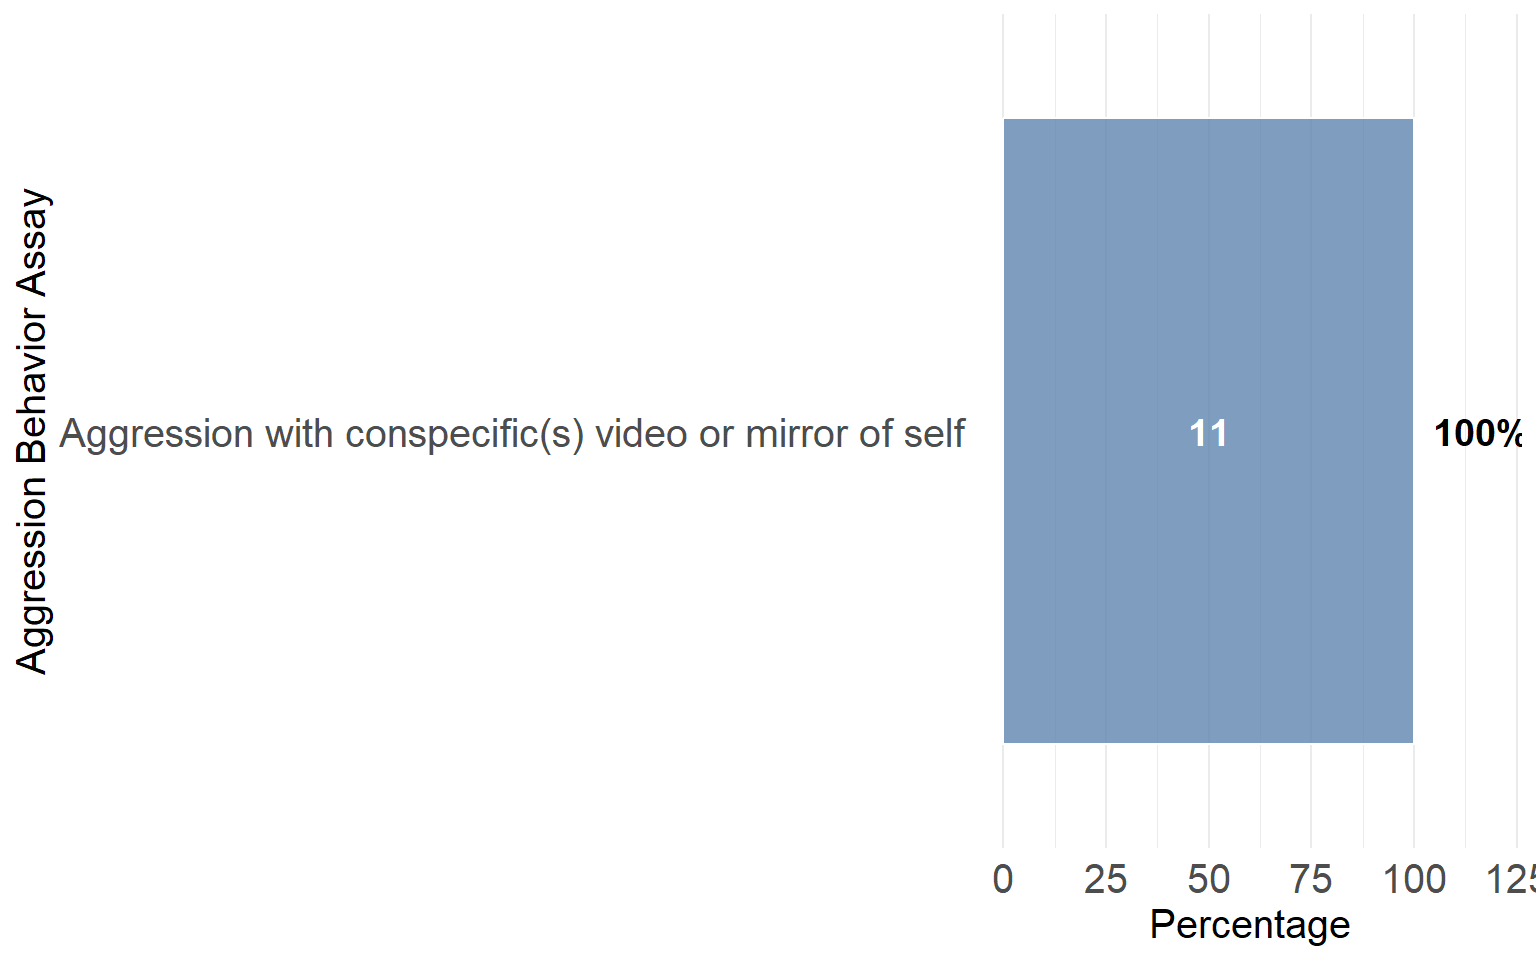 Aggression Behavior Assay
Aggression with conspecific(s) video or mirror of self
11
100%
0 25 50 75 100 125
Percentage